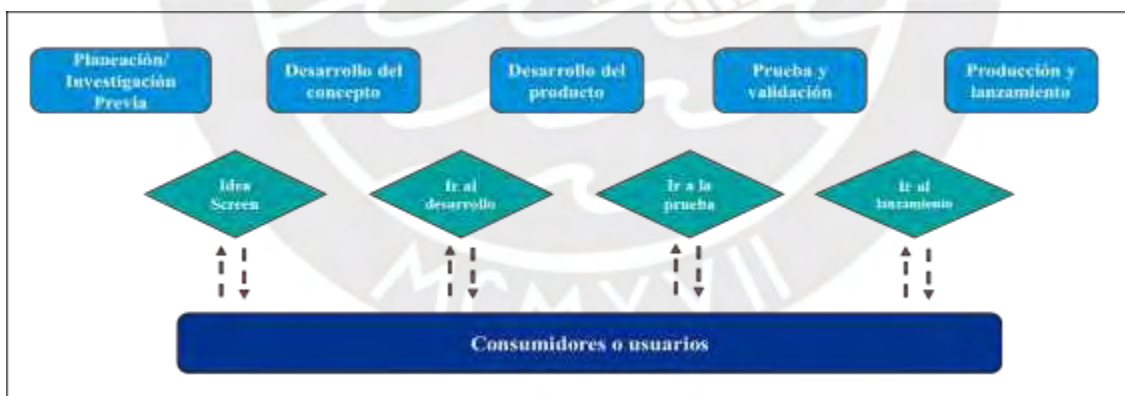 Planeación/
Investigación
Previa
Desarrollo del
concepto
Desarrollo del
producto
Prueba y
validación
Producción y
lanzamiento
Idea
Screen
Ir al
desarrollo
Ir a la
prueba
Ir al
lanzamiento
Consumidores o usuarios
MCMXVII